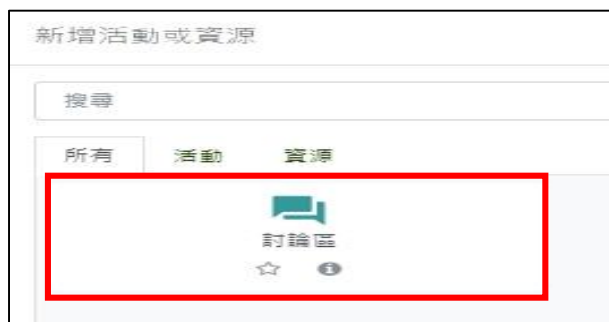 新增活動或資源
搜尋
所有 活動 資源
討論區